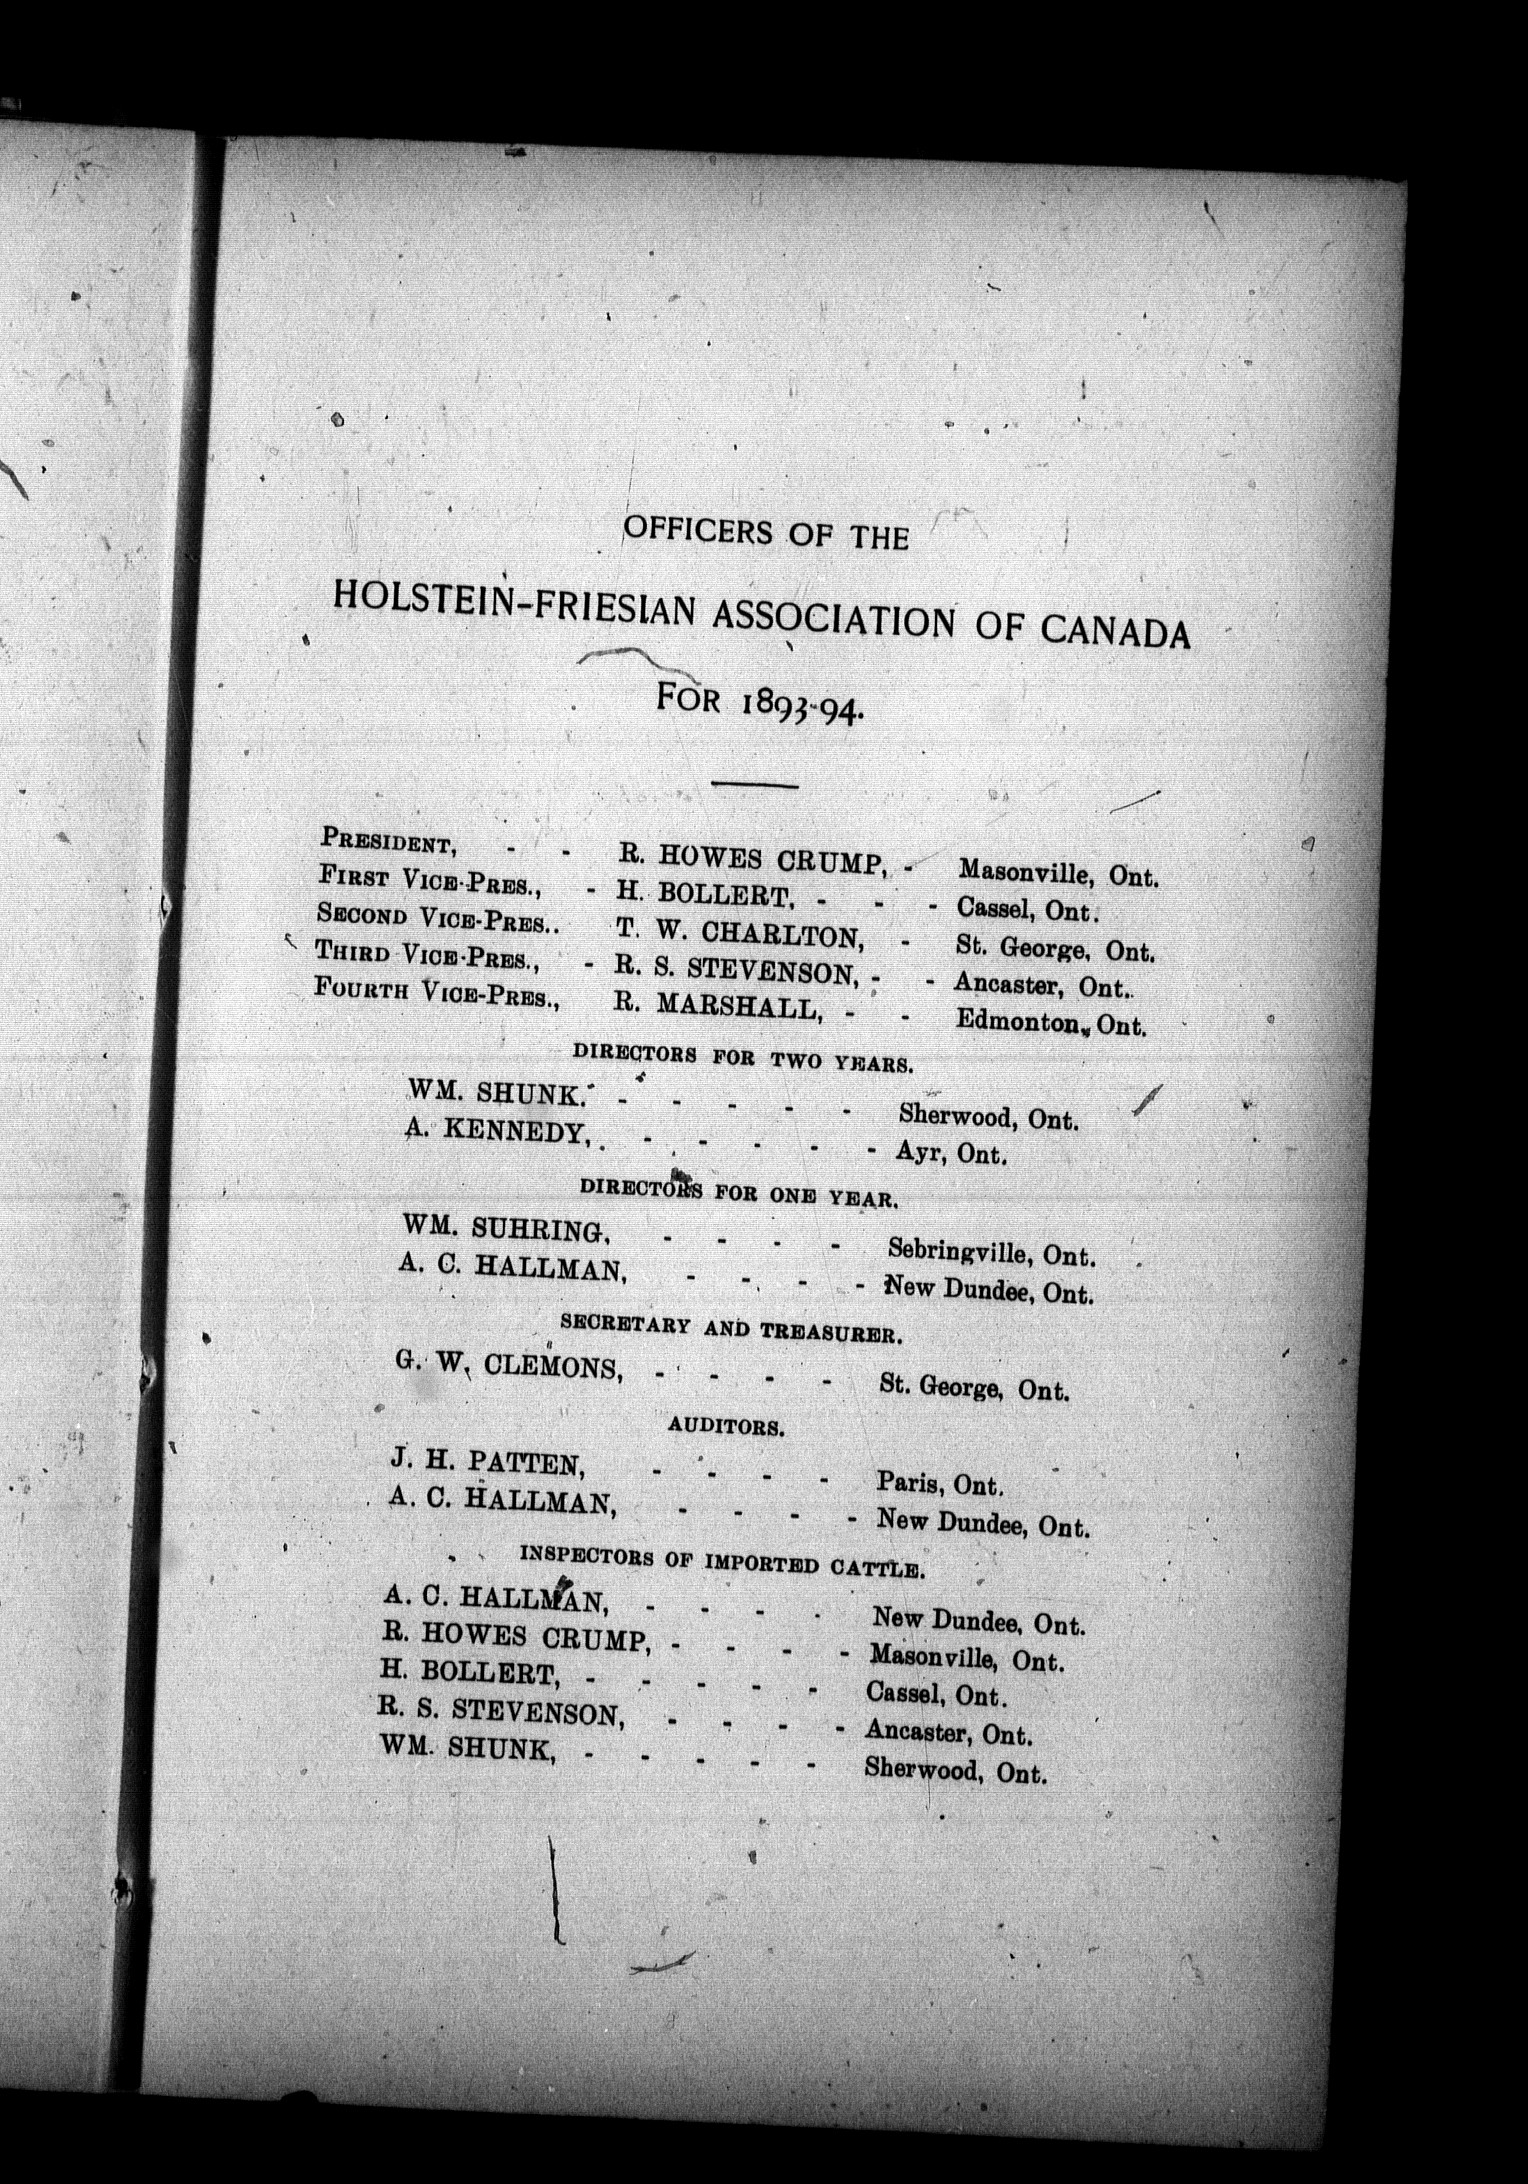 OFFICERS OF THE
HOLSTEIN-FRIESIAN ASSOCIATION OF CANADA
FOR 1893-94.
PRESIDENT, - - R. HOWES CRUMP, - Masonville, Ont.
FIRST VICE-PRES., - H. BOLLERT, - - - Cassel, Ont.
SECOND VICE-PRES.. T. W. CHARLTON, - St. George, Ont.
THIRD VICE-PRES., - R. S. STEVENSON, - - Ancaster, Ont.
FOURTH VICE-PRES., R. MARSHALL, - - Edmonton, Ont.
DIRECTORS FOR TWO YEARS.
WM. SHUNK. - - - - - Sherwood, Ont.
A. KENNEDY, - - - - - Ayr, Ont.
DIRECTORS FOR ONE YEAR.
WM. SUHRING, - - - - Sebringville, Ont.
A. C. HALLMAN, - - - - New Dundee, Ont.
SECRETARY AND TREASURER.
G. W. CLEMONS, - - - - St. George, Ont.
AUDITORS.
J. H. PATTEN, - - - - Paris, Ont.
A. C. HALLMAN, - - - - New Dundee, Ont.
INSPECTORS OF IMPORTED CATTLE.
A. C. HALLMAN, - - - - New Dundee, Ont.
R. HOWES CRUMP, - - - - Masonville, Ont.
H. BOLLERT, - - - - - Cassel, Ont.
R. S. STEVENSON, - - - - Ancaster, Ont.
WM. SHUNK, - - - - - Sherwood, Ont.